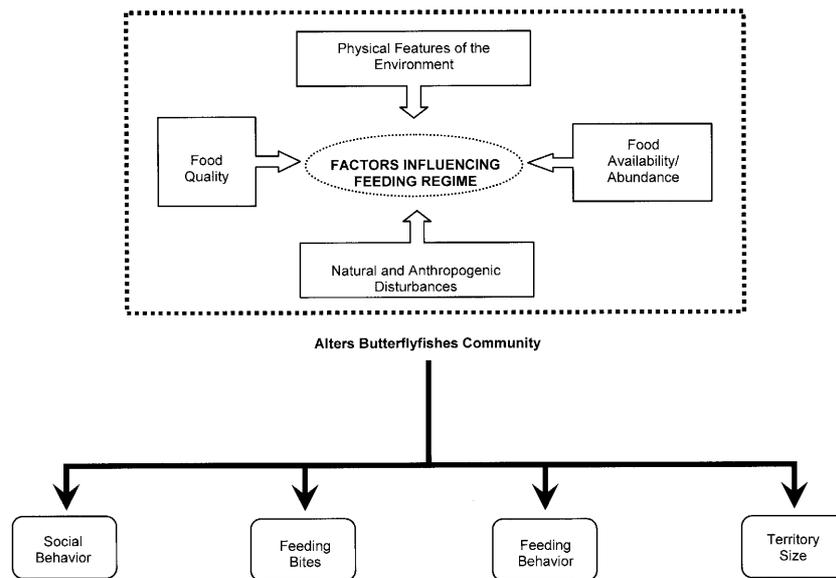 Physical Features of the
Environment
Food
Quality
FACTORS INFLUENCING
FEEDING REGIME
Food
Availability/
Abundance
Natural and Anthropogenic
Disturbances
Alters Butterflyfishes Community
Social
Behavior
Feeding
Bites
Feeding
Behavior
Territory
Size